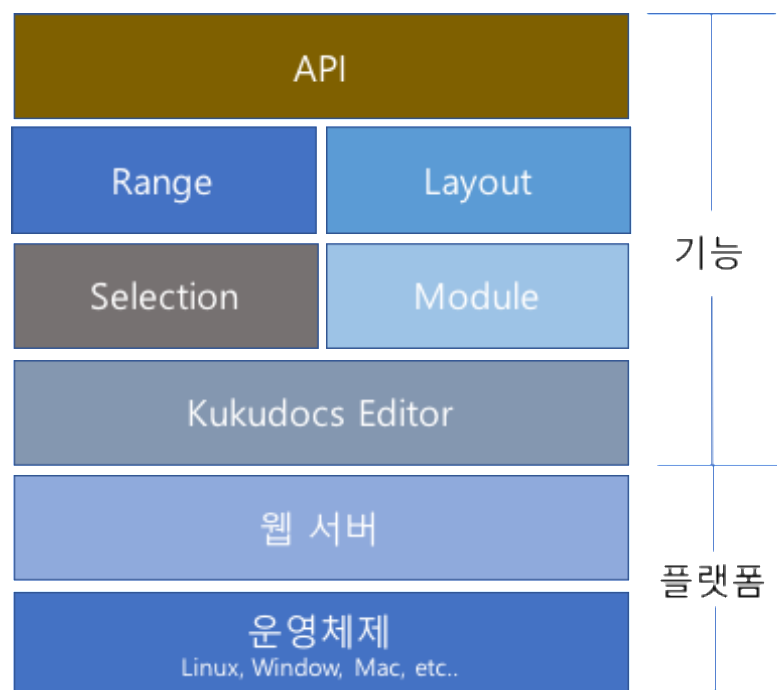 API
Range
Layout
기능
Selection
Module
Kukudocs Editor
웹 서버
플랫폼
운영체제
Linux, Window, Mac, etc..